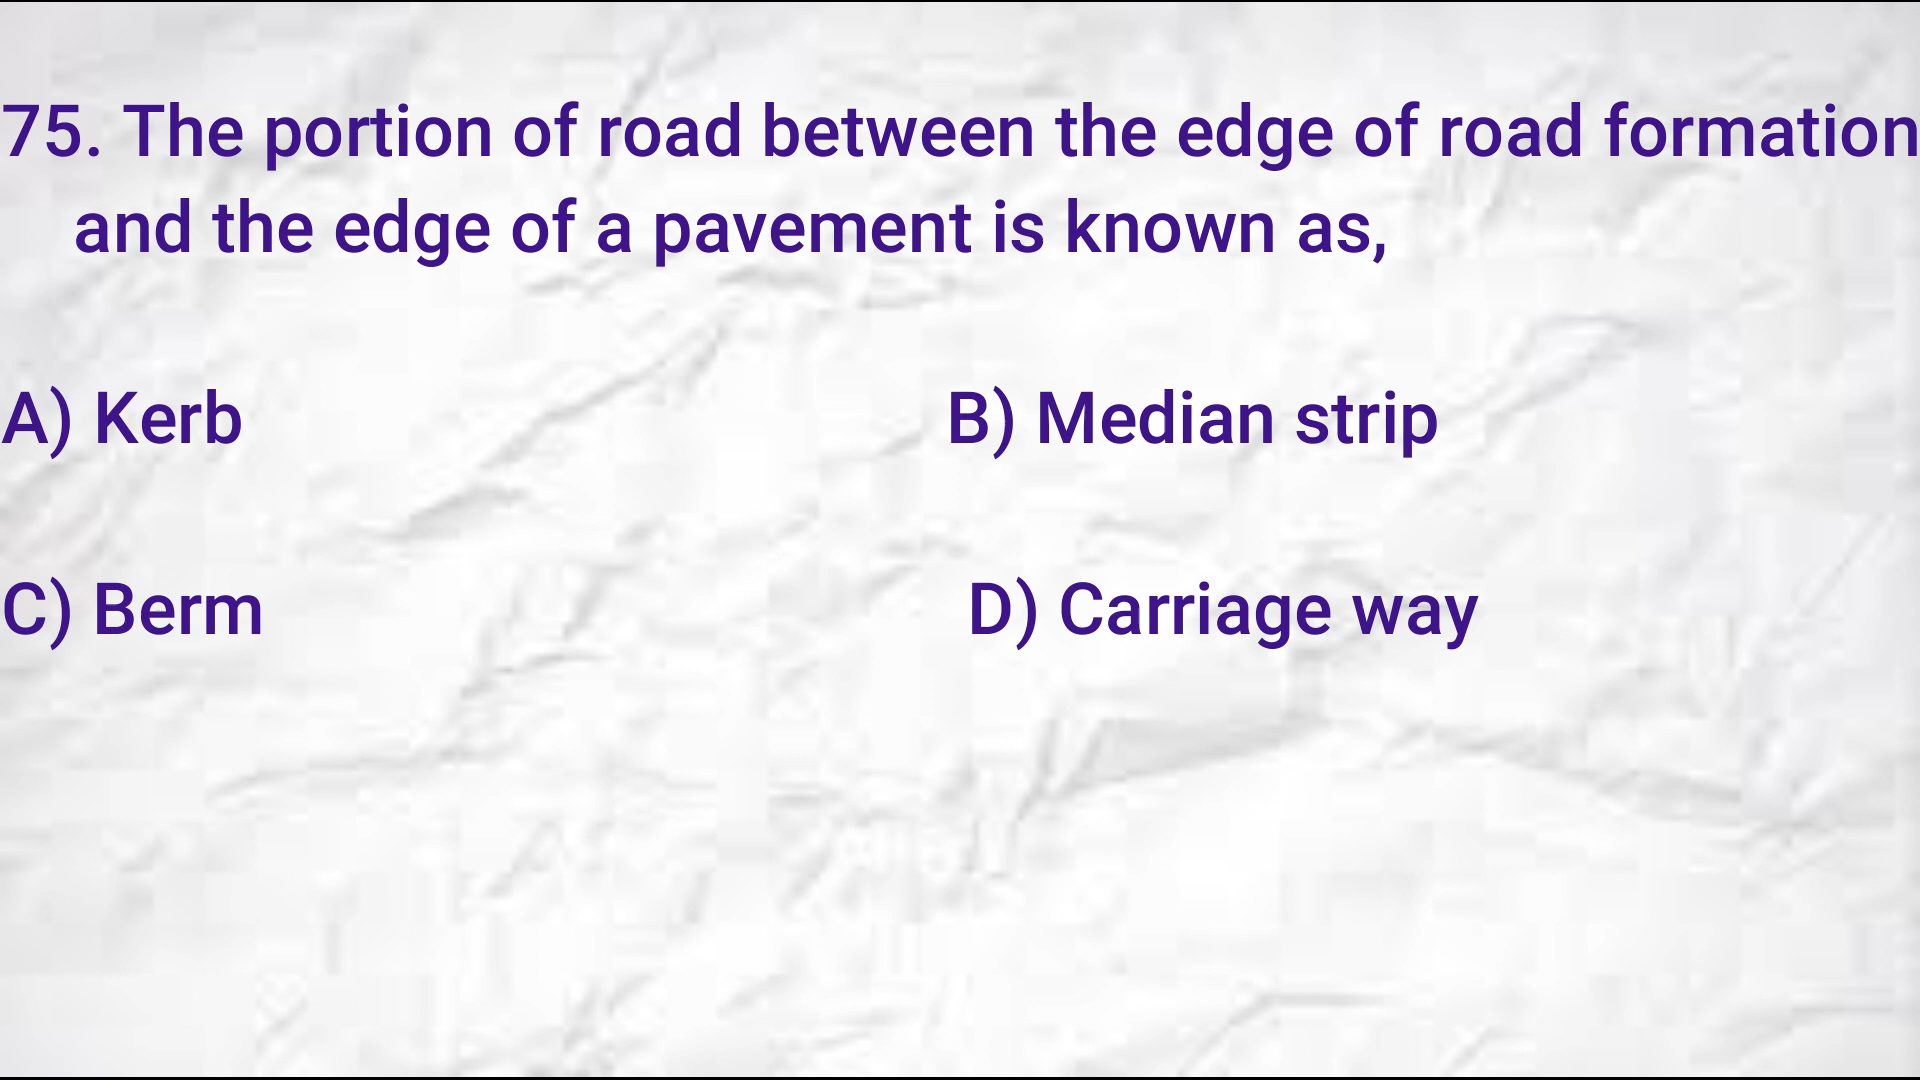 75. The portion of road between the edge of road formation
and the edge of a pavement is known as,
A) Kerb B) Median strip
C) Berm D) Carriage way